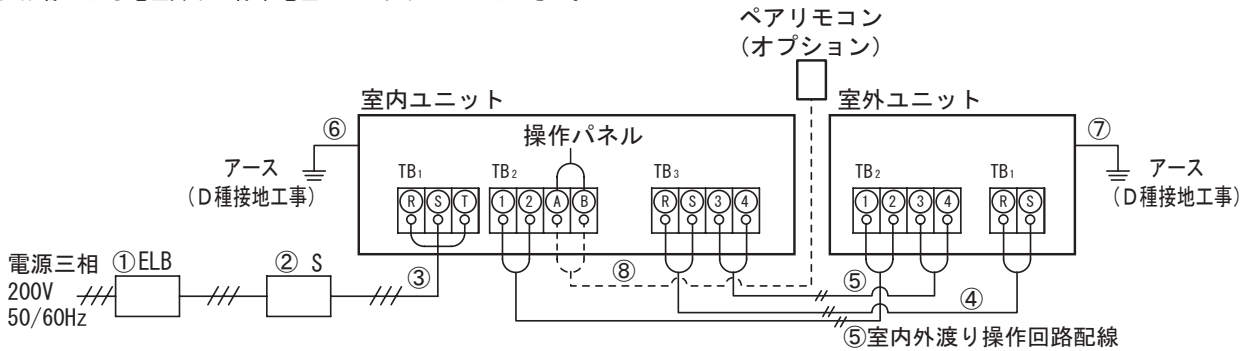 ペアリモコン
(オプション)
室内ユニット
室外ユニット
⑥
操作パネル
⑦
アース
(D種接地工事)
TB₁
TB₂
TB₃
TB₂
TB₁
アース
(D種接地工事)
R S T
1 2 A B
R S 3 4
1 2 3 4
R S
電源三相
200V
50/60Hz
① ELB
② S
③
⑧
⑤
④
⑤室内外渡り操作回路配線